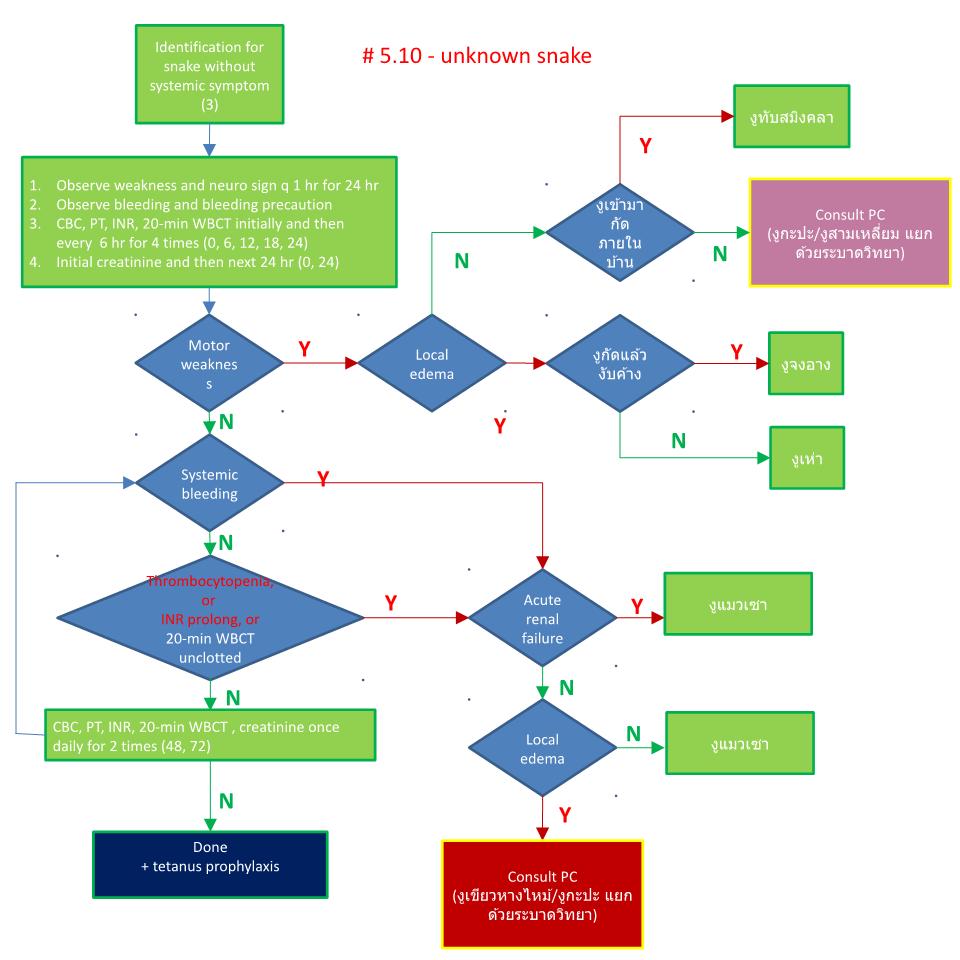 # 5.10 - unknown snake
Identification for
snake without
systemic symptom
(3)
1. Observe weakness and neuro sign q 1 hr for 24 hr
2. Observe bleeding and bleeding precaution
3. CBC, PT, INR, 20-min WBCT initially and then
every 6 hr for 4 times (0, 6, 12, 18, 24)
4. Initial creatinine and then next 24 hr (0, 24)
งูทับสมิงคลา
Y
งูเข้ามา
กัด
ภายใน
บ้าน
N
N
Consult PC
(งูกะปะ/งูสามเหลี่ยม แยก
ด้วยระบาดวิทยา)
Motor
weaknes
s
Y
Local
edema
Y
งูกัดแล้ว
งับค้าง
Y
งูจงอาง
N
งูเห่า
N
Systemic
bleeding
Y
N
Thrombocytopenia,
or
INR prolong, or
20-min WBCT
unclotted
Y
Acute
renal
failure
Y
งูแมวเซา
N
N
CBC, PT, INR, 20-min WBCT , creatinine once
daily for 2 times (48, 72)
Local
edema
N
งูแมวเซา
N
Y
Done
+ tetanus prophylaxis
Consult PC
(งูเขียวหางไหม้/งูกะปะ แยก
ด้วยระบาดวิทยา)